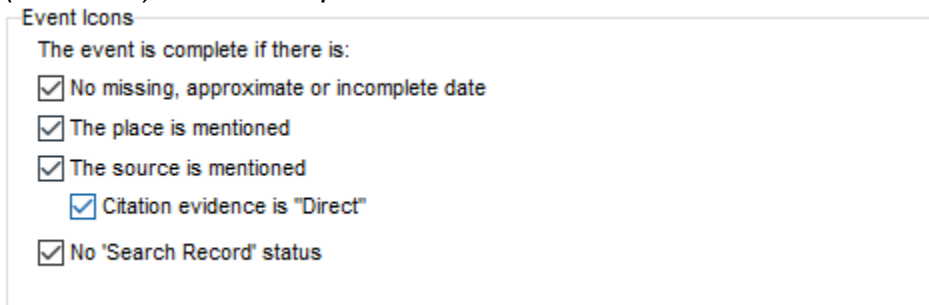 Event Icons
The event is complete if there is:
No missing, approximate or incomplete date
The place is mentioned
The source is mentioned
Citation evidence is "Direct"
No 'Search Record' status